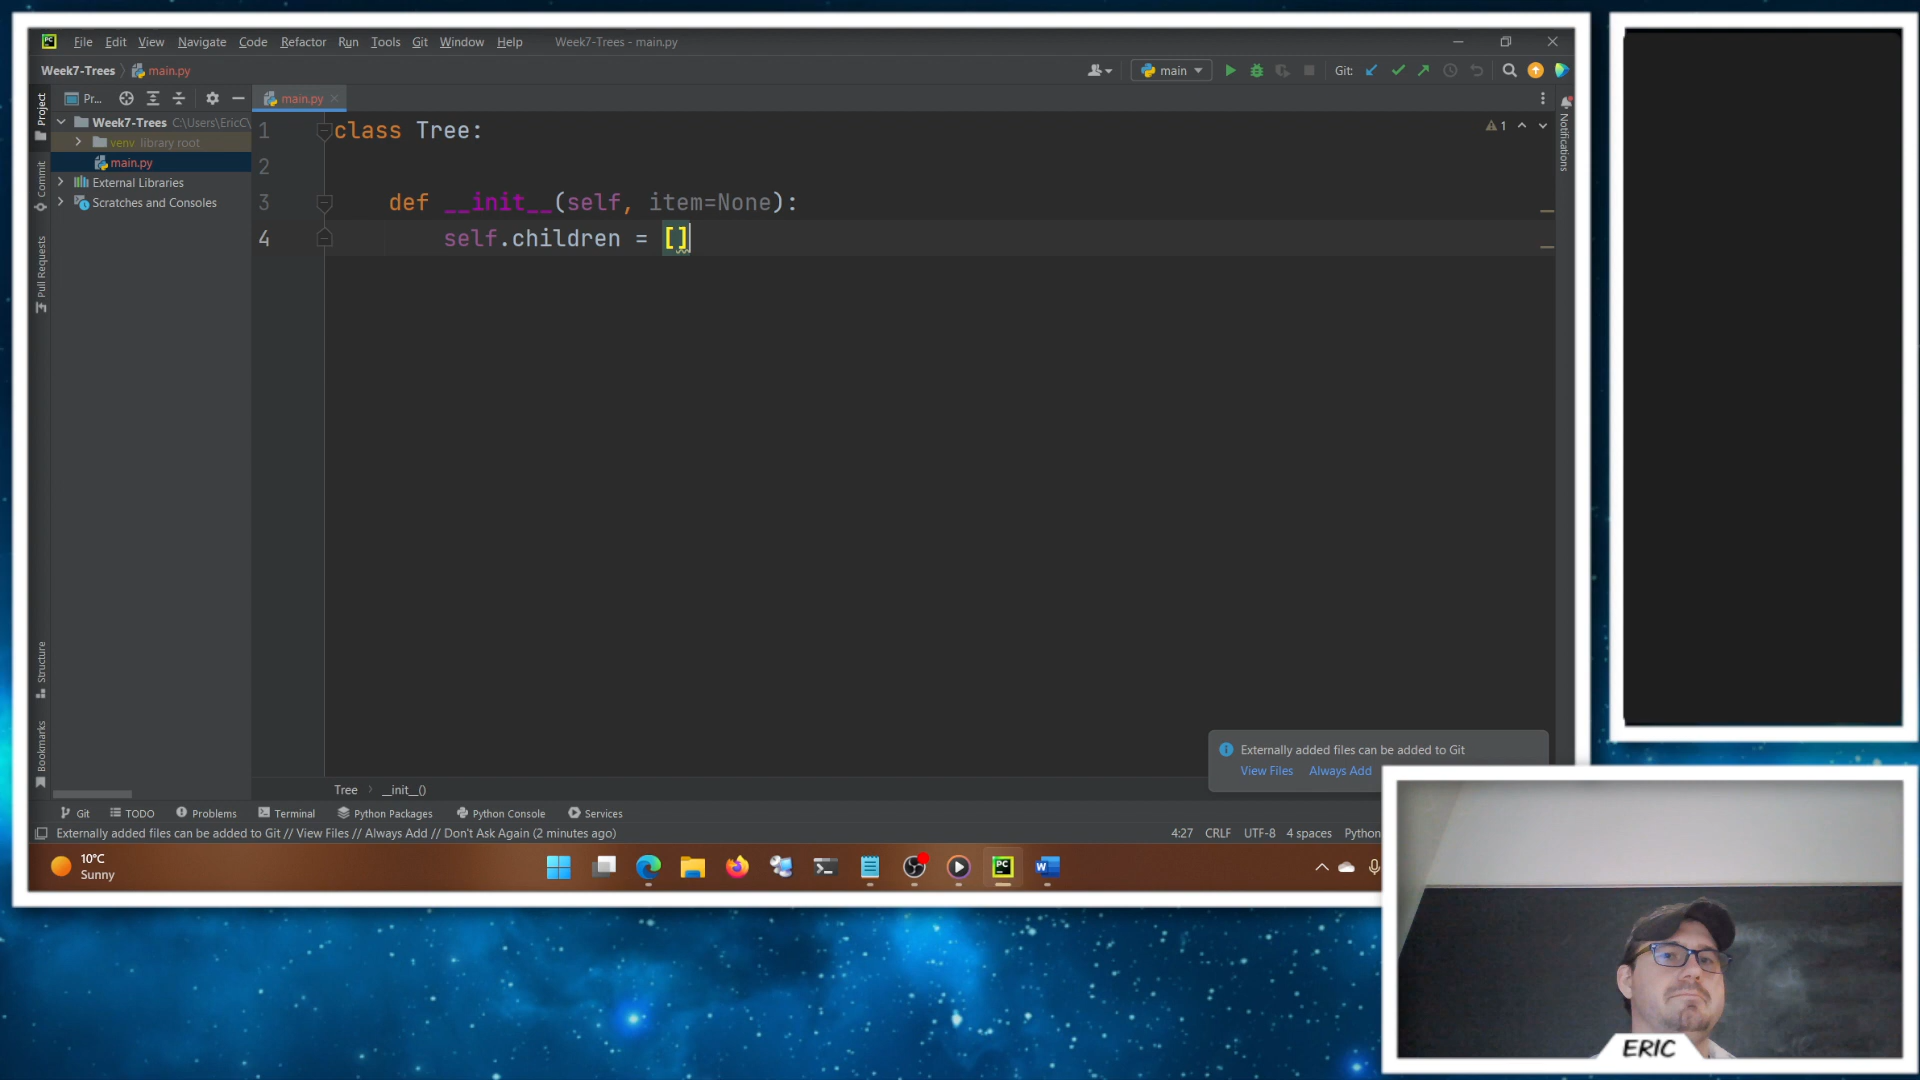 PC File Edit View Navigate Code Refactor Run Tools Git Window Help Week7-Trees - main.py
Week7-Trees main.py main Git:
Project Pr... main.py
Week7-Trees C:\Users\EricC\
venv library root
main.py
External Libraries
Scratches and Consoles
Commit
Pull Requests
Structure
Bookmarks
1 class Tree:
2
3 def __init__(self, item=None):
4 self.children = []
1
Notifications
Externally added files can be added to Git
View Files Always Add
Tree __init__()
Git TODO Problems Terminal Python Packages Python Console Services
Externally added files can be added to Git // View Files // Always Add // Don't Ask Again (2 minutes ago) 4:27 CRLF UTF-8 4 spaces Python
10°C
Sunny
PC
W
ERIC